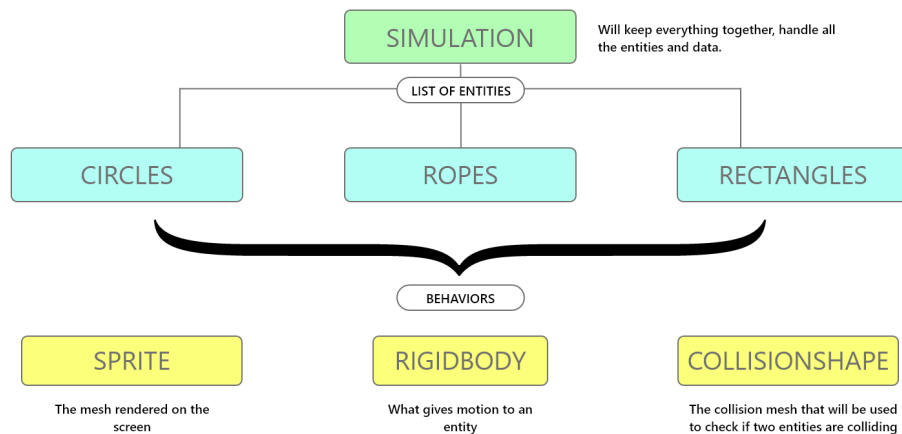 SIMULATION
Will keep everything together, handle all
the entities and data.
LIST OF ENTITIES
CIRCLES
ROPES
RECTANGLES
BEHAVIORS
SPRITE
RIGIDBODY
COLLISIONSHAPE
The mesh rendered on the
screen
What gives motion to an
entity
The collision mesh that will be used
to check if two entities are colliding